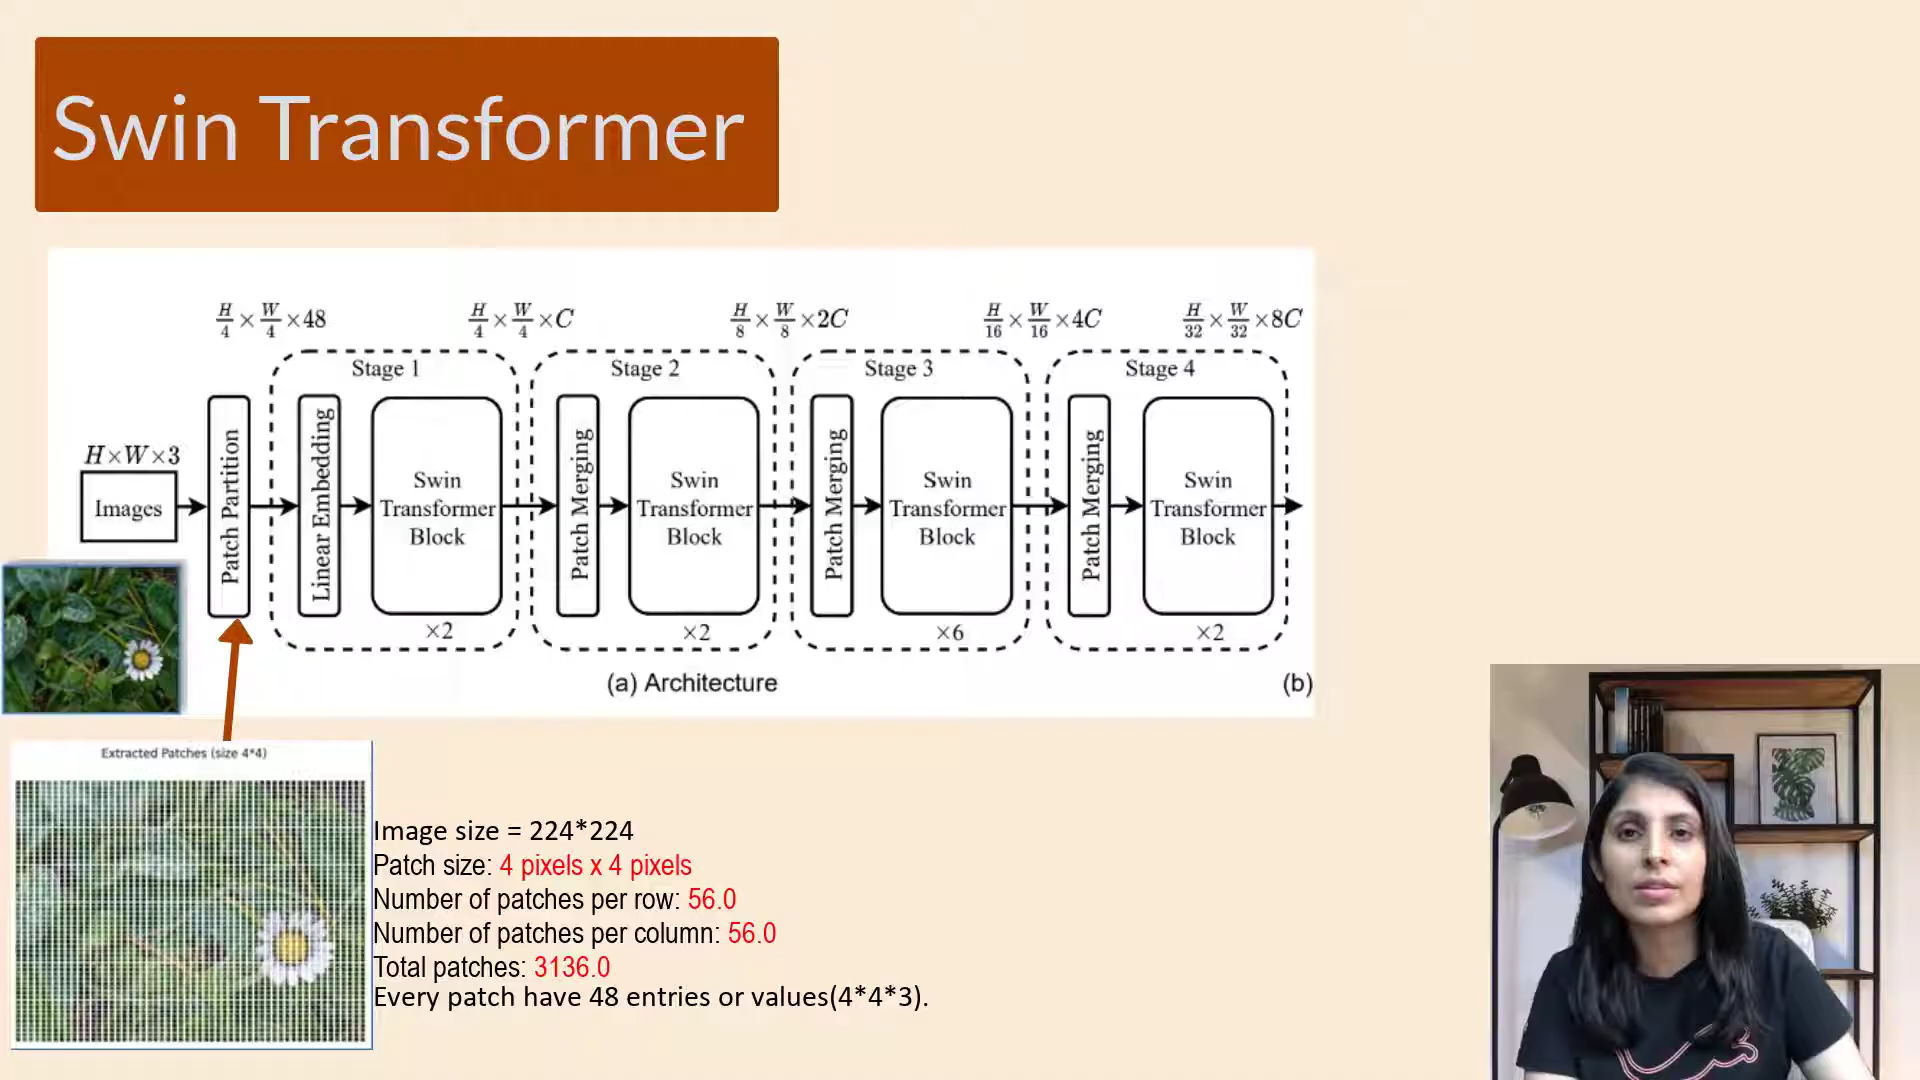 Swin Transformer
H/4 × W/4 × 48
H/4 × W/4 × C
H/8 × W/8 × 2C
H/16 × W/16 × 4C
H/32 × W/32 × 8C
Stage 1
Stage 2
Stage 3
Stage 4
H × W × 3
Images
Patch Partition
Linear Embedding
Swin
Transformer
Block
×2
Patch Merging
Swin
Transformer
Block
×2
Patch Merging
Swin
Transformer
Block
×6
Patch Merging
Swin
Transformer
Block
×2
(a) Architecture
(b)
Extracted Patches (size 4*4)
Image size = 224*224
Patch size: 4 pixels x 4 pixels
Number of patches per row: 56.0
Number of patches per column: 56.0
Total patches: 3136.0
Every patch have 48 entries or values(4*4*3).